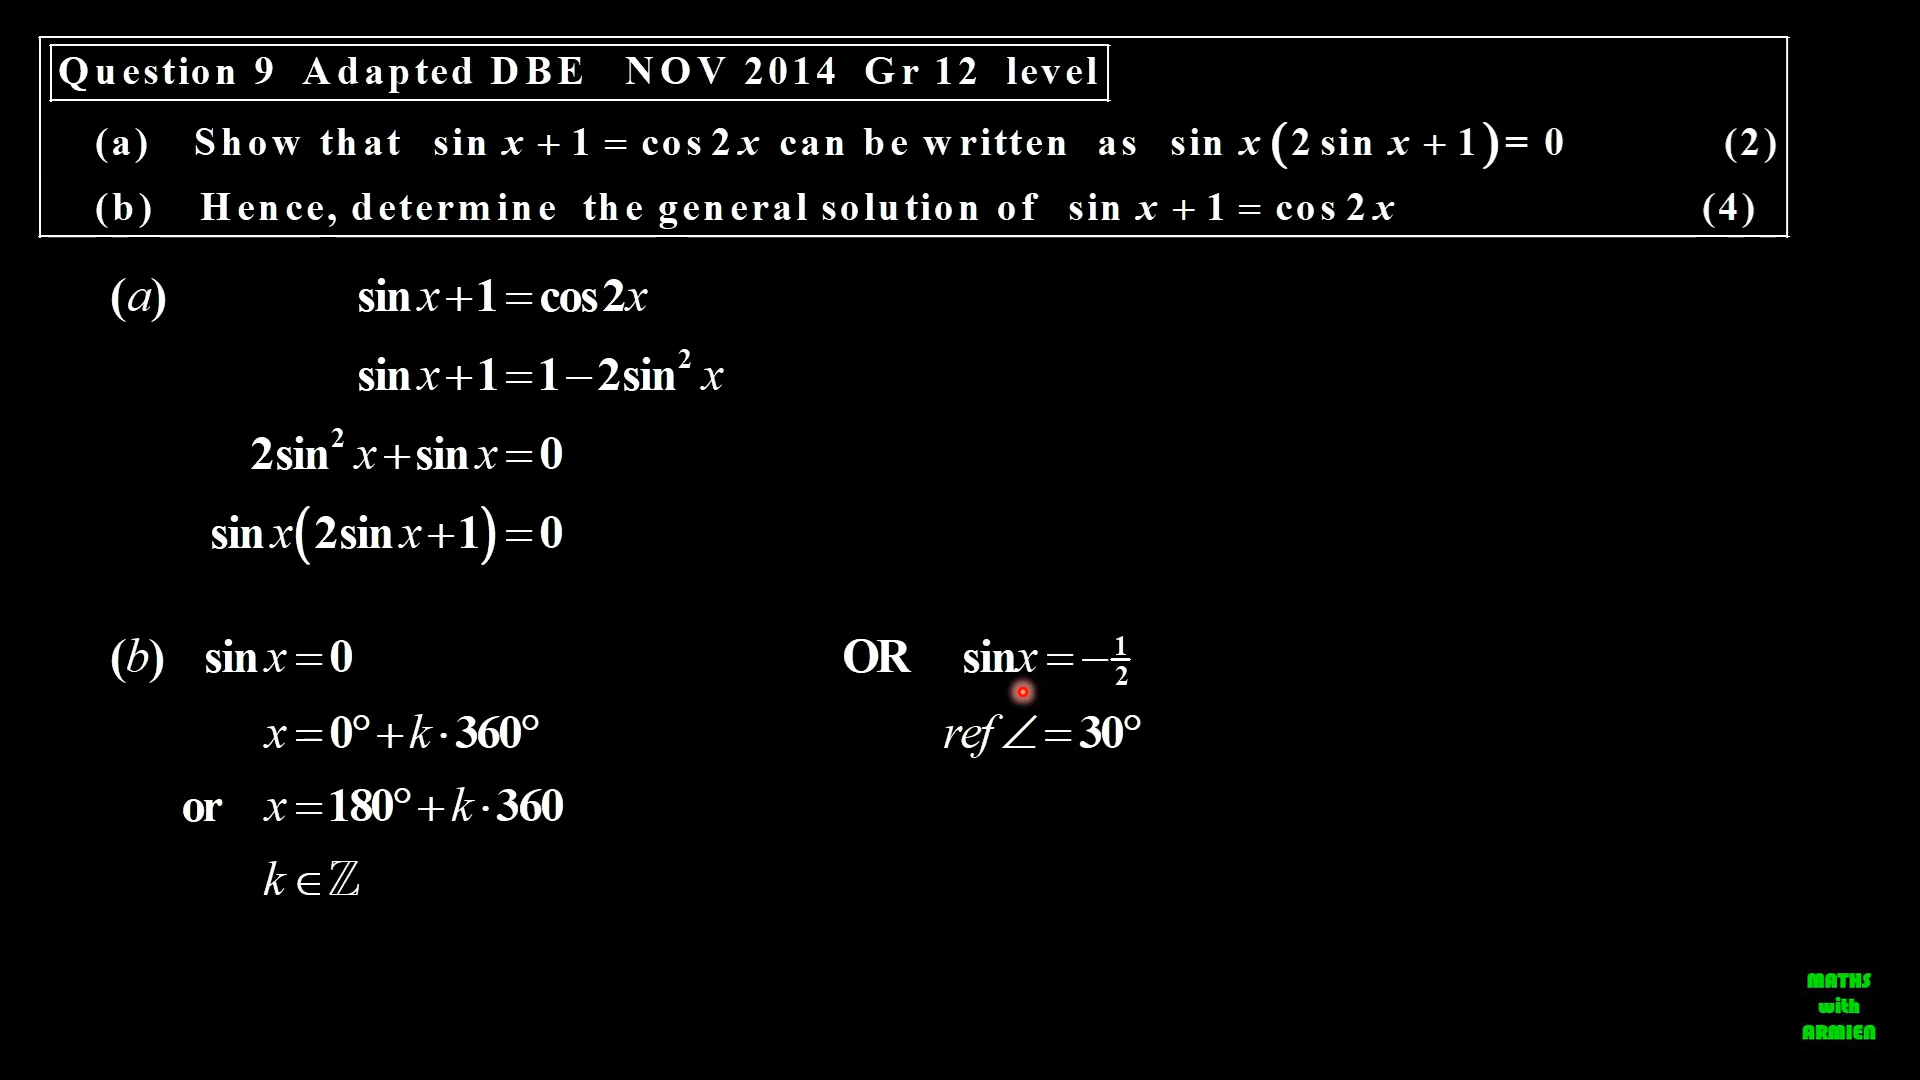 Question 9 Adapted DBE NOV 2014 Gr 12 level
(a) Show that sin x + 1 = cos 2x can be written as sin x(2 sin x + 1) = 0 (2)
(b) Hence, determine the general solution of sin x + 1 = cos 2x (4)
(a) sin x + 1 = cos 2x
sin x + 1 = 1 − 2sin² x
2sin² x + sin x = 0
sin x(2sin x + 1) = 0
(b) sin x = 0 OR sin x = −½
x = 0° + k · 360° ref∠ = 30°
or x = 180° + k · 360
k ∈ ℤ
MATHS
with
ARMIEN